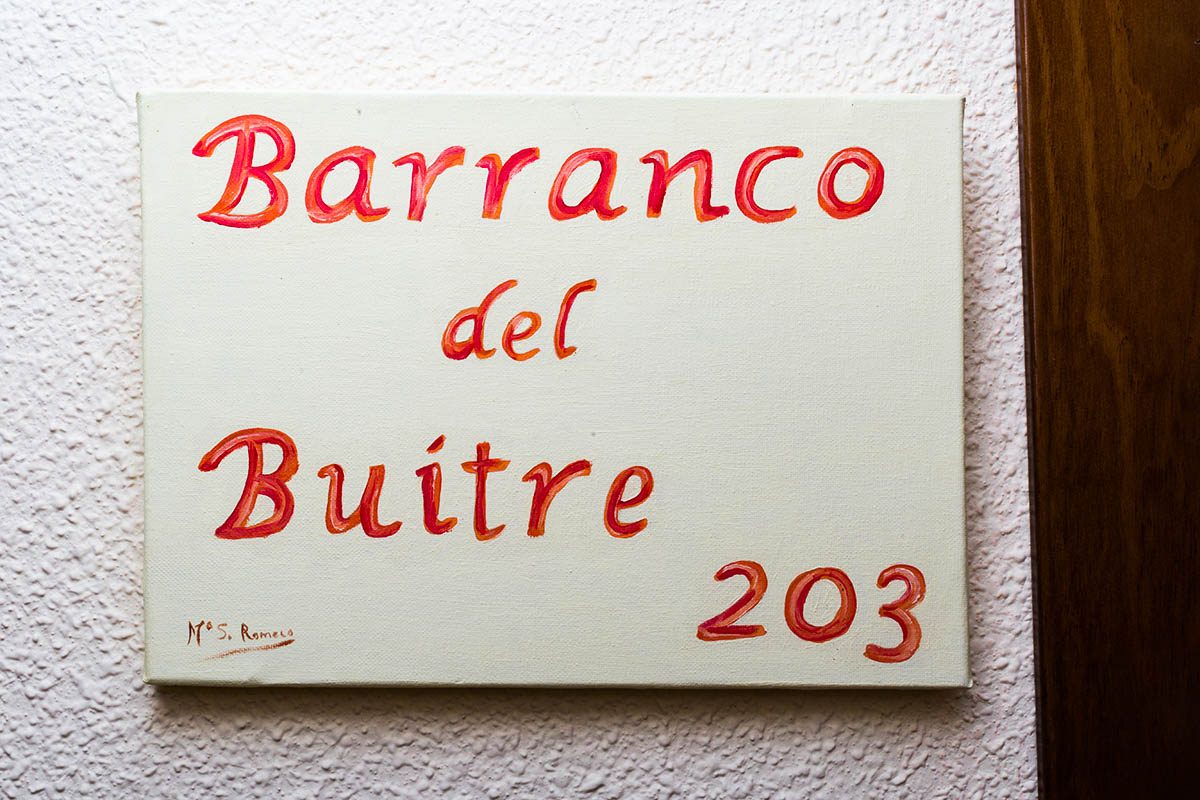 Barranco
del
Buitre
203
Mª S. Romero